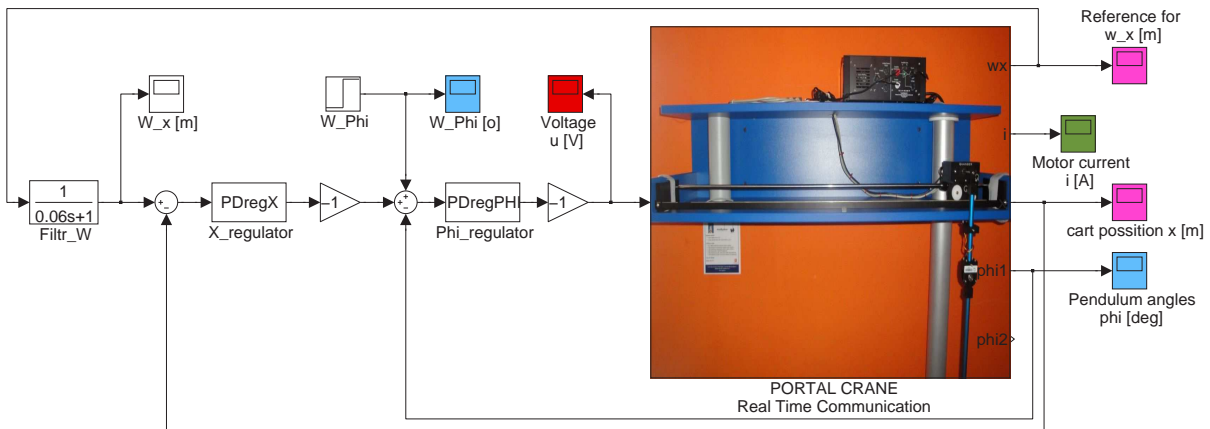 Reference for
w_x [m]
wx
W_x [m]
W_Phi
W_Phi [o]
Voltage
u [V]
i
Motor current
i [A]
1
0.06s+1
Filtr_W
PDregX
X_regulator
−1
PDregPHI
Phi_regulator
−1
cart possition x [m]
phi1
Pendulum angles
phi [deg]
phi2
PORTAL CRANE
Real Time Communication